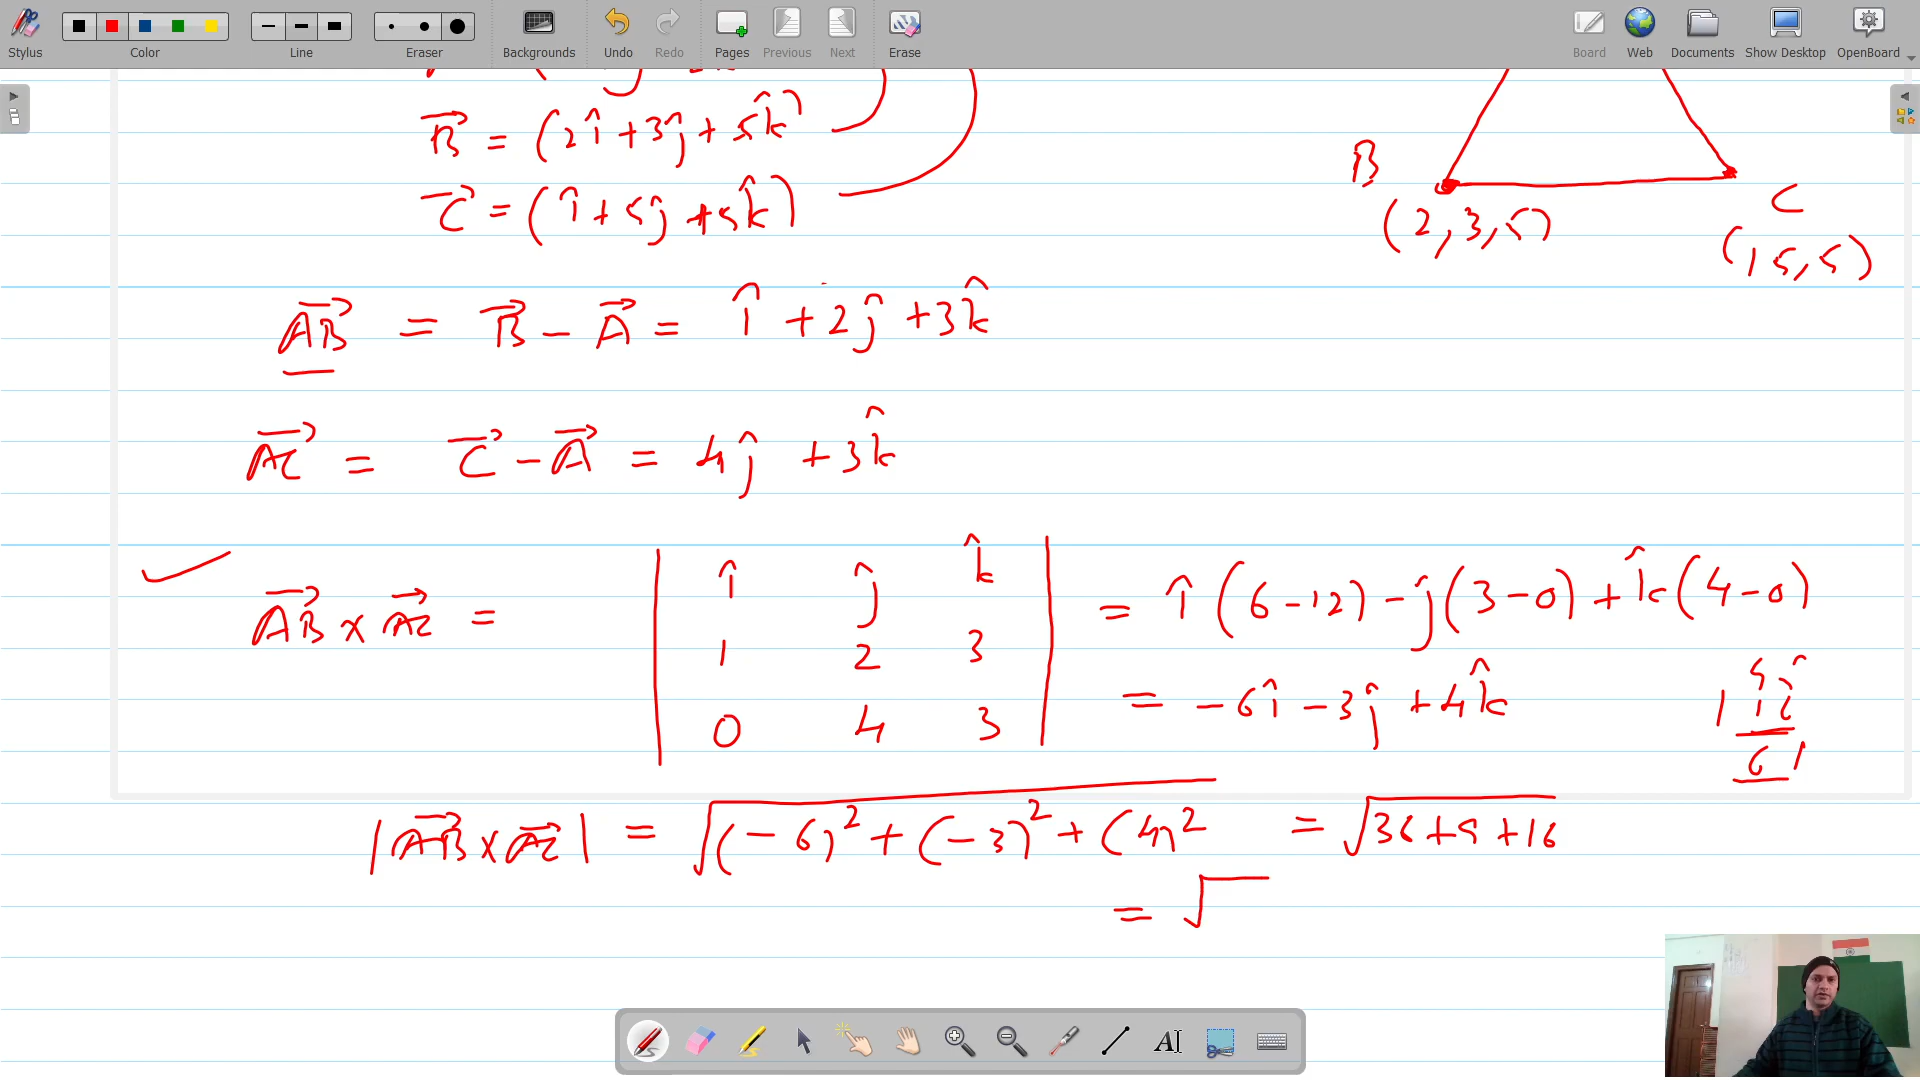 Stylus Color Line Eraser Backgrounds Undo Redo Pages Previous Next Erase Board Web Documents Show Desktop OpenBoard
B⃗ = (2î+3ĵ+5k̂)
C⃗ = (î+5ĵ+5k̂)
B
(2,3,5)
C
(1 5,5)
AB⃗ = B⃗ - A⃗ = î + 2ĵ + 3k̂
AC⃗ = C⃗ - A⃗ = 4ĵ + 3k̂
AB⃗ x AC⃗ =
î ĵ k̂
1 2 3
0 4 3
= î (6-12) - ĵ (3-0) + k̂ (4-0)
= -6î - 3ĵ + 4k̂
61
|AB⃗ x AC⃗| = √(-6)² + (-3)² + (4)² = √36+9+16
= √